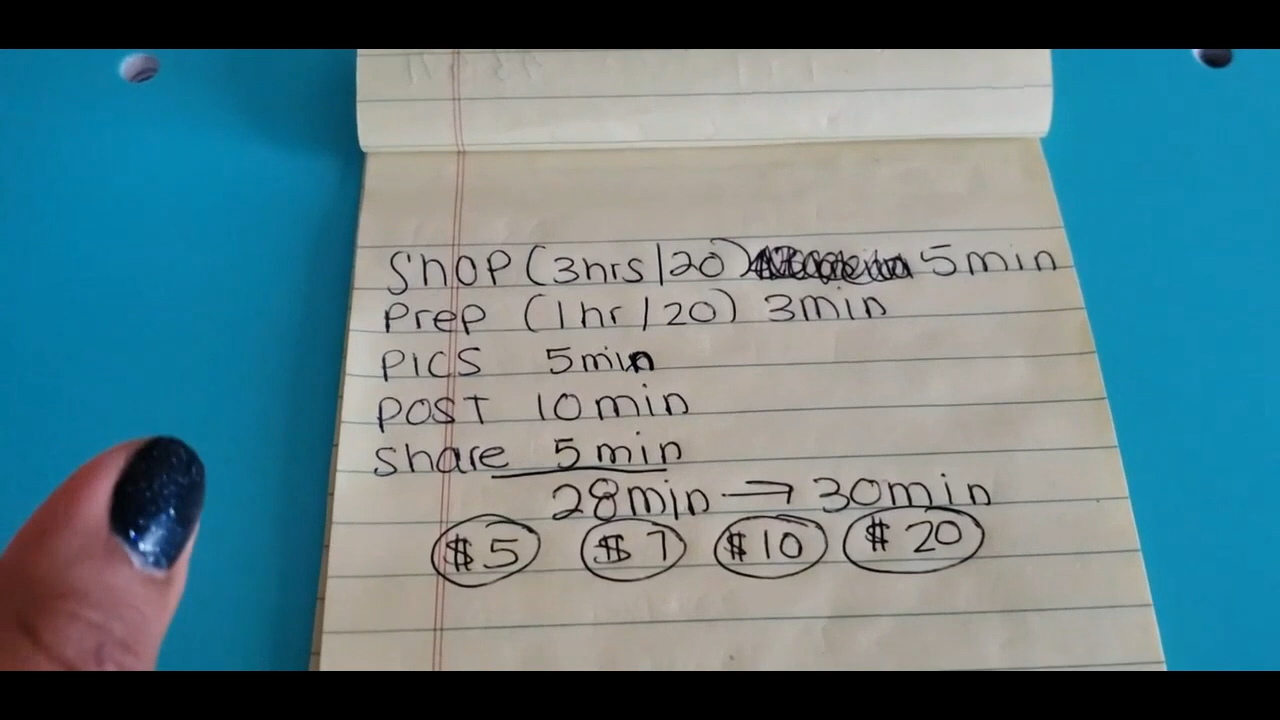 Shop (3hrs/20) 5min
Prep (1hr/20) 3min
PICS 5min
POST 10min
Share 5min
28min → 30min
$5 $7 $10 $20